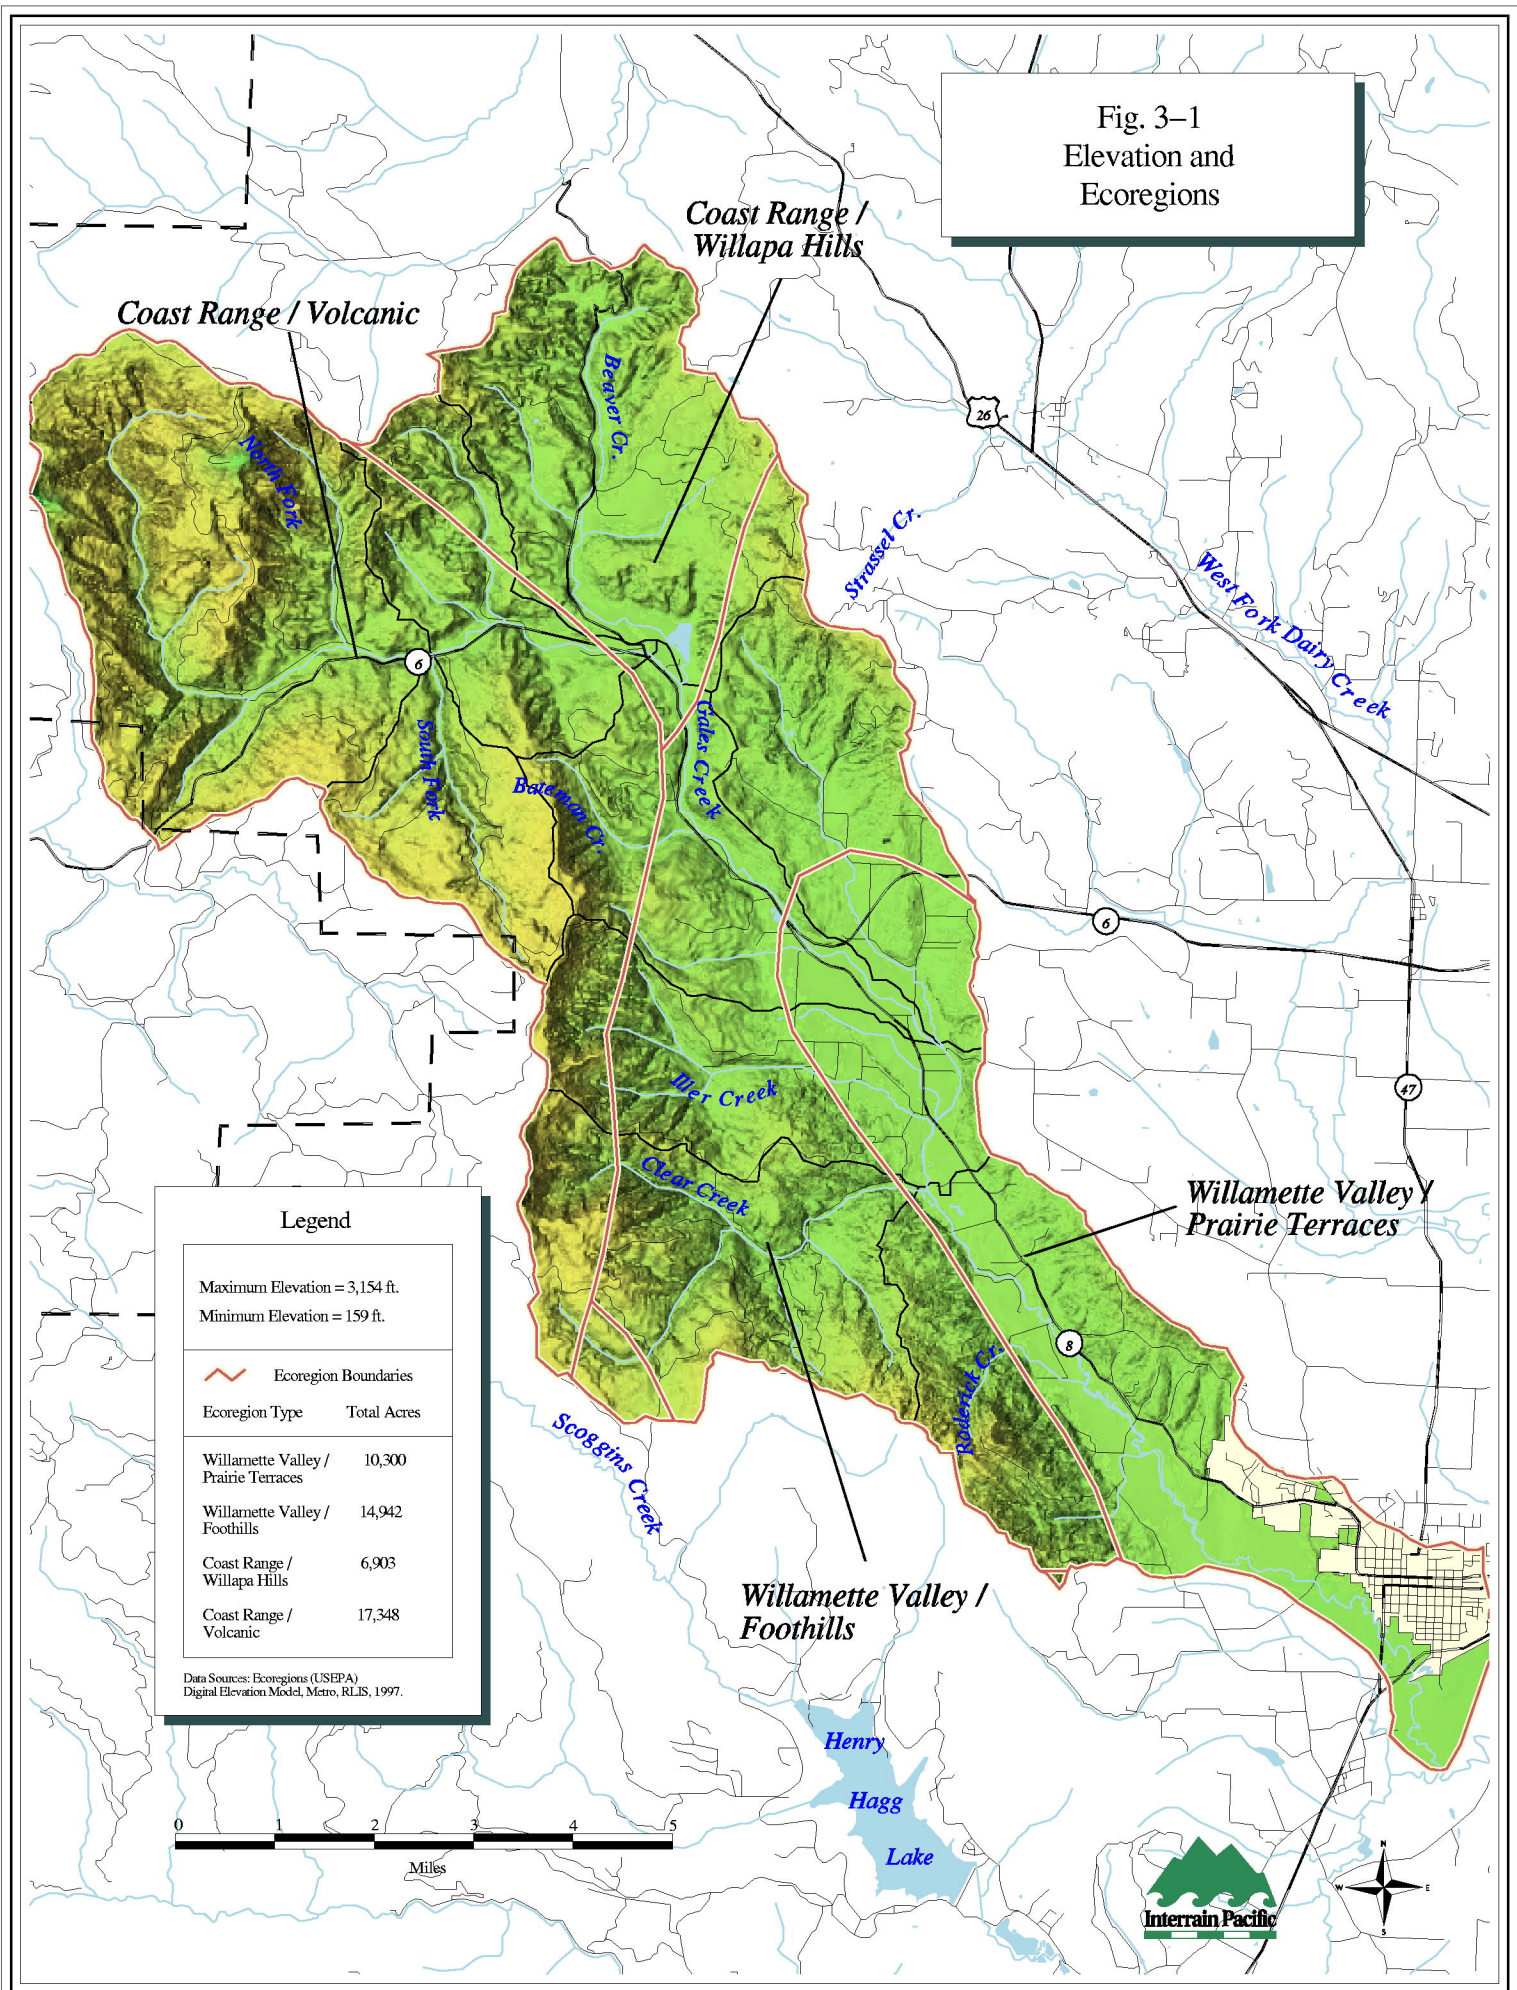 Fig. 3–1
Elevation and
Ecoregions
Coast Range /
Willapa Hills
Coast Range / Volcanic
Beaver Cr.
North Fork
26
Strassel Cr.
West Fork Dairy Creek
6
South Fork
Gales Creek
Bateman Cr.
6
47
Iller Creek
Clear Creek
Willamette Valley /
Prairie Terraces
8
Roderick Cr.
Scoggins Creek
Willamette Valley /
Foothills
Legend
Maximum Elevation = 3,154 ft.
Minimum Elevation = 159 ft.
Ecoregion Boundaries
Ecoregion Type Total Acres
Willamette Valley / 10,300
Prairie Terraces
Willamette Valley / 14,942
Foothills
Coast Range / 6,903
Willapa Hills
Coast Range / 17,348
Volcanic
Data Sources: Ecoregions (USEPA)
Digital Elevation Model, Metro, RLIS, 1997.
Henry
Hagg
Lake
0 1 2 3 4 5
Miles
Interrain Pacific
N
W E
S